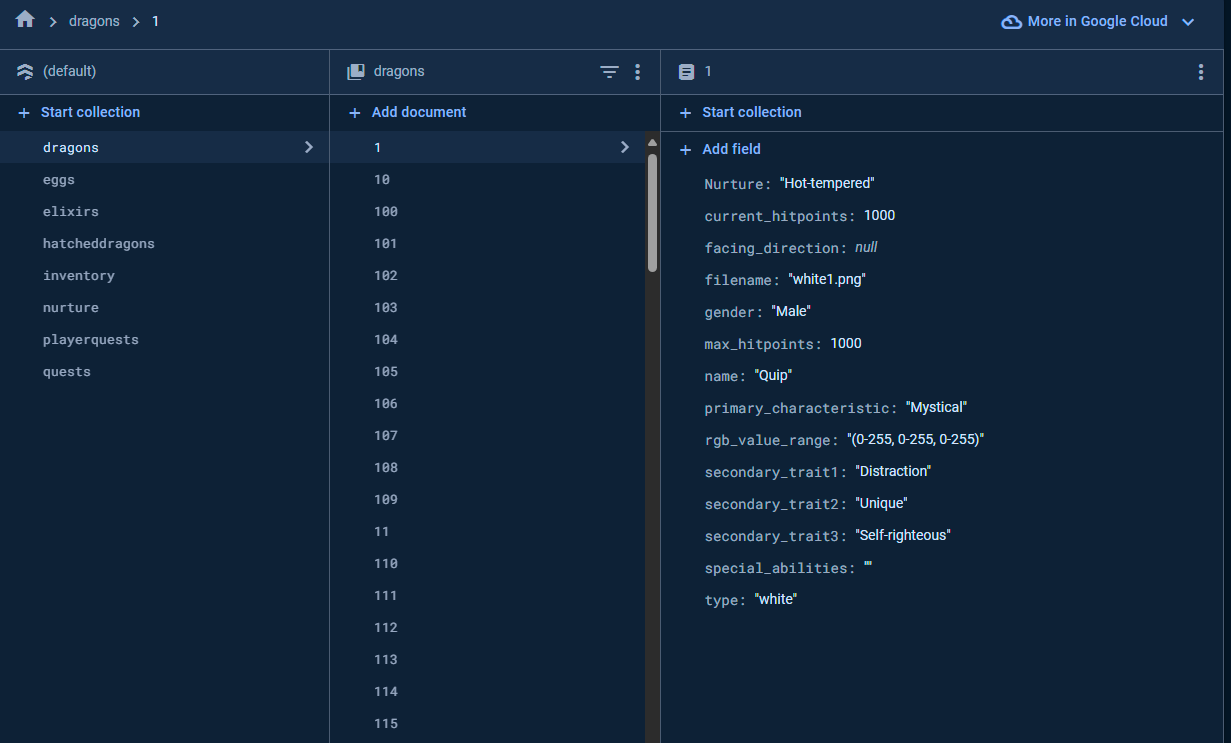 dragons 1
More in Google Cloud
(default)
dragons
1
Start collection
Add document
Start collection
dragons
eggs
elixirs
hatcheddragons
inventory
nurture
playerquests
quests
1
10
100
101
102
103
104
105
106
107
108
109
11
110
111
112
113
114
115
Add field
Nurture: "Hot-tempered"
current_hitpoints: 1000
facing_direction: null
filename: "white1.png"
gender: "Male"
max_hitpoints: 1000
name: "Quip"
primary_characteristic: "Mystical"
rgb_value_range: "(0-255, 0-255, 0-255)"
secondary_trait1: "Distraction"
secondary_trait2: "Unique"
secondary_trait3: "Self-righteous"
special_abilities: ""
type: "white"